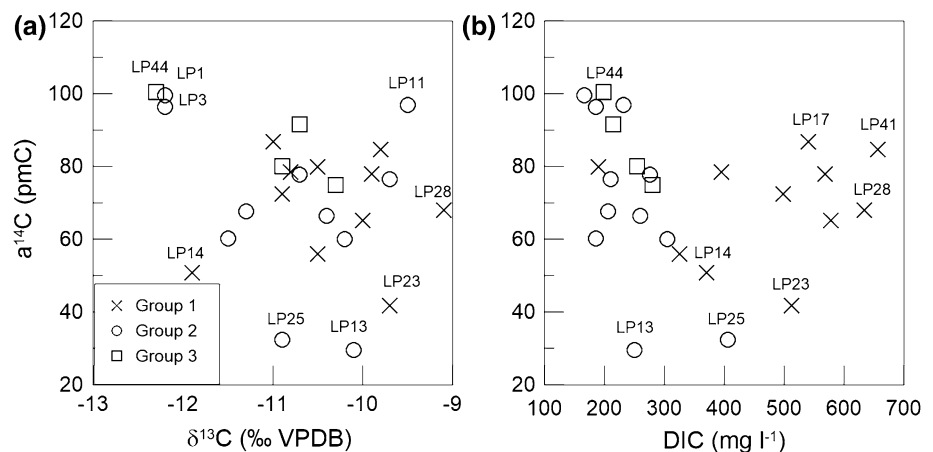 (a)
120
100
80
60
40
20
a¹⁴C (pmC)
LP44
LP1
LP3
LP11
LP28
LP14
LP23
LP25
LP13
Group 1
Group 2
Group 3
-13 -12 -11 -10 -9
δ¹³C (‰ VPDB)
(b)
120
100
80
60
40
20
LP44
LP17
LP41
LP28
LP14
LP23
LP13
LP25
100 200 300 400 500 600 700
DIC (mg l⁻¹)